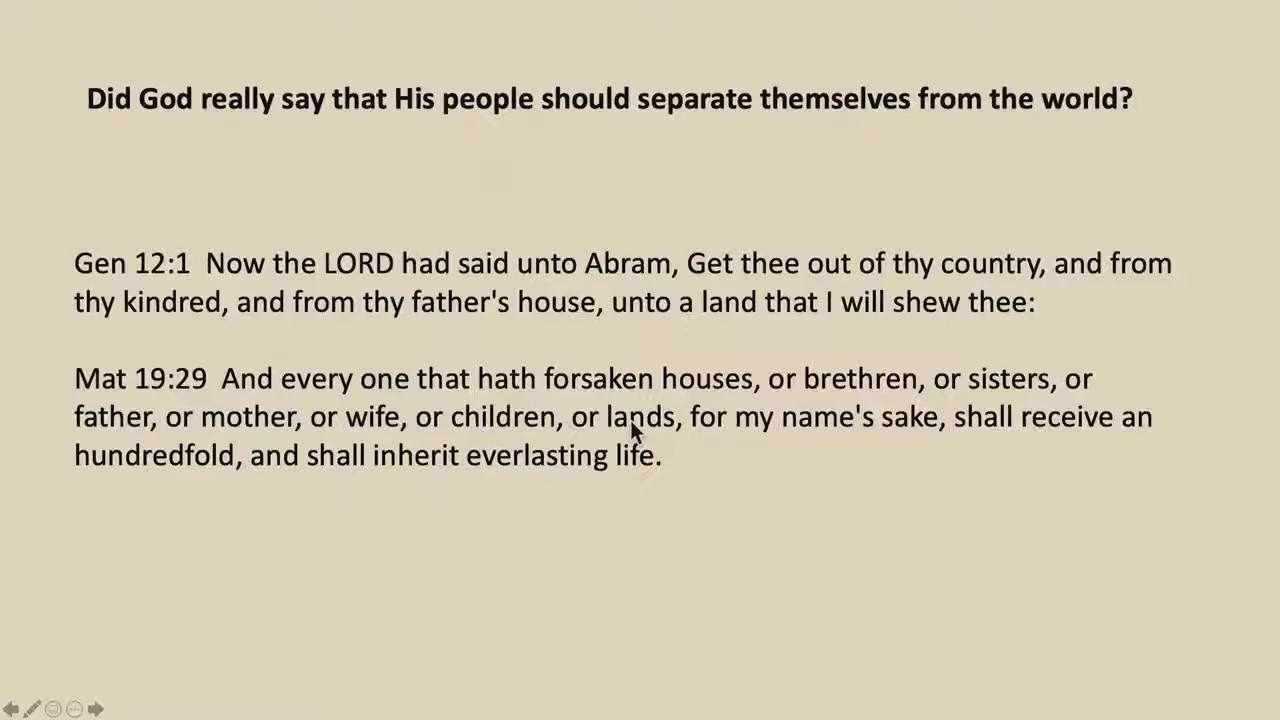 Did God really say that His people should separate themselves from the world?
Gen 12:1  Now the LORD had said unto Abram, Get thee out of thy country, and from
thy kindred, and from thy father's house, unto a land that I will shew thee:
Mat 19:29  And every one that hath forsaken houses, or brethren, or sisters, or
father, or mother, or wife, or children, or lands, for my name's sake, shall receive an
hundredfold, and shall inherit everlasting life.